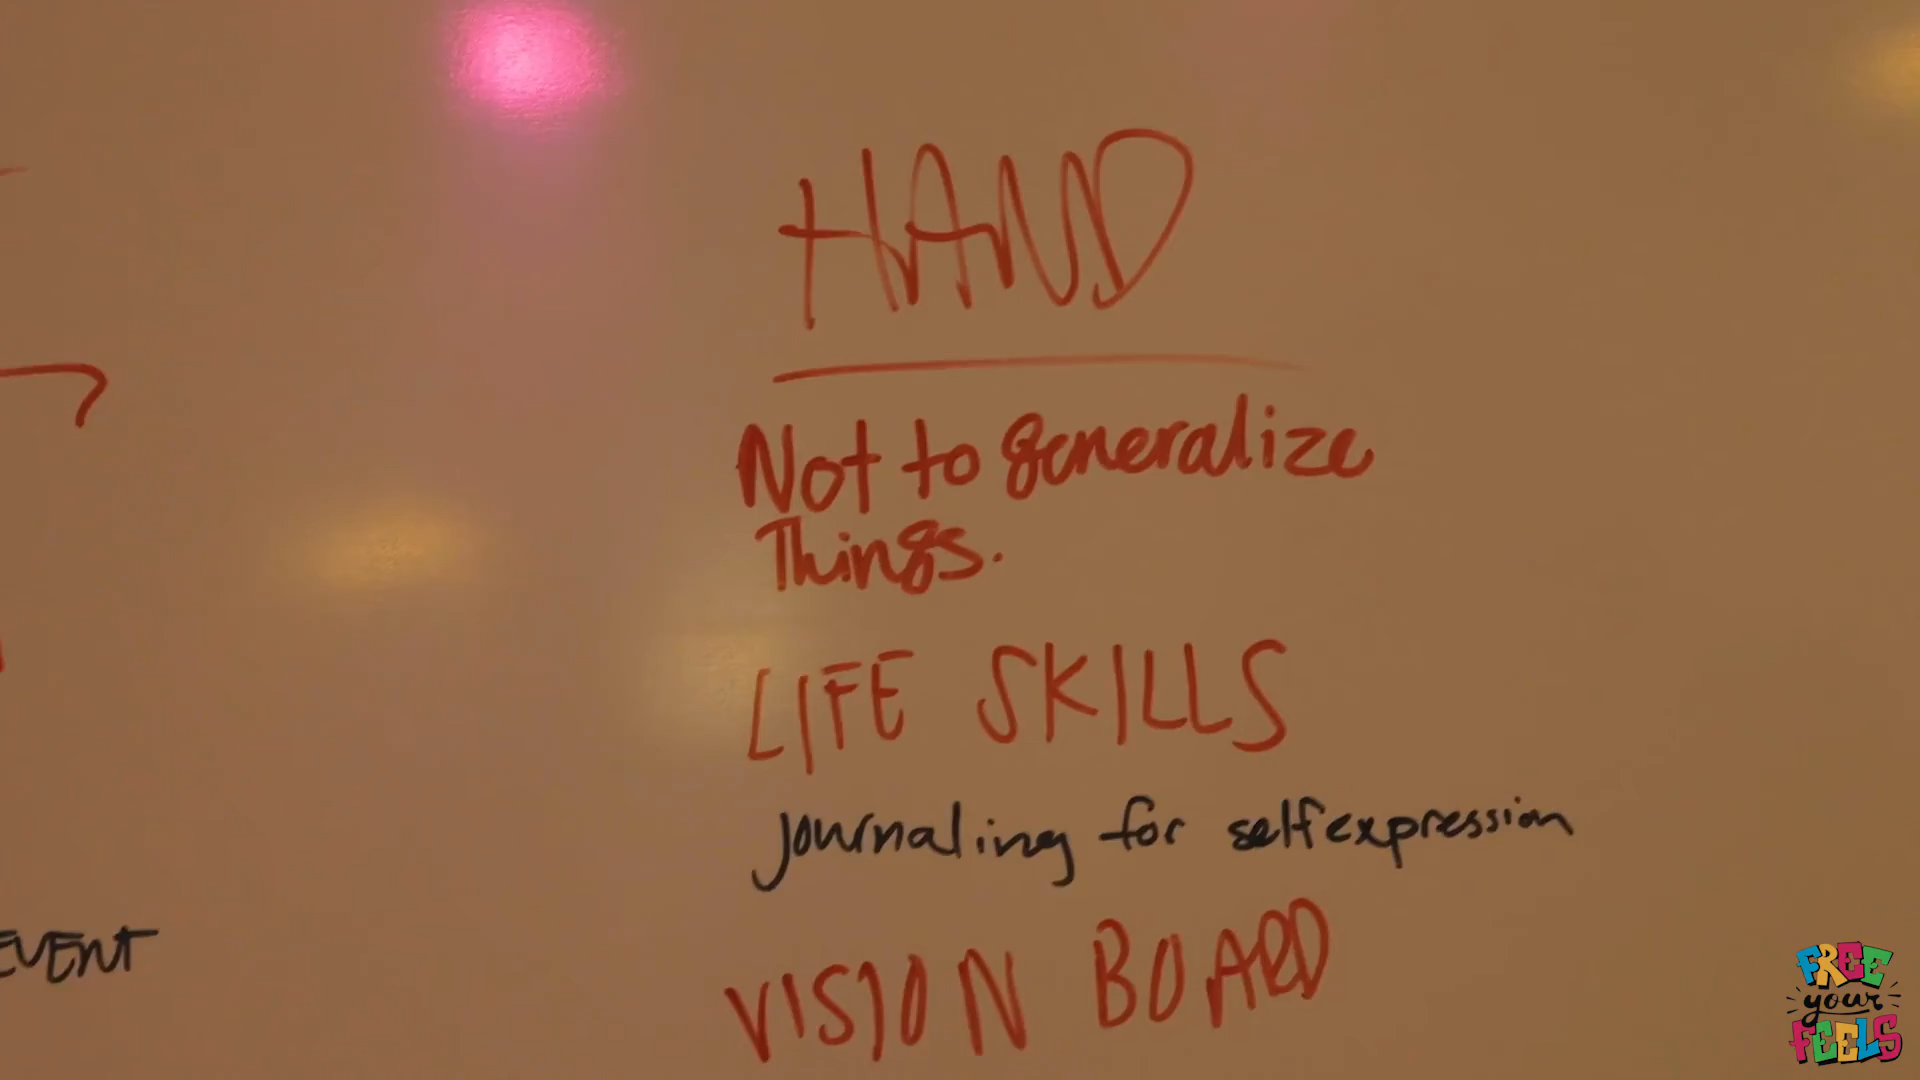 HAND
Not to generalize
Things.
LIFE SKILLS
journaling for selfexpression
EVENT
VISION BOARD
FREE
your
FEELS